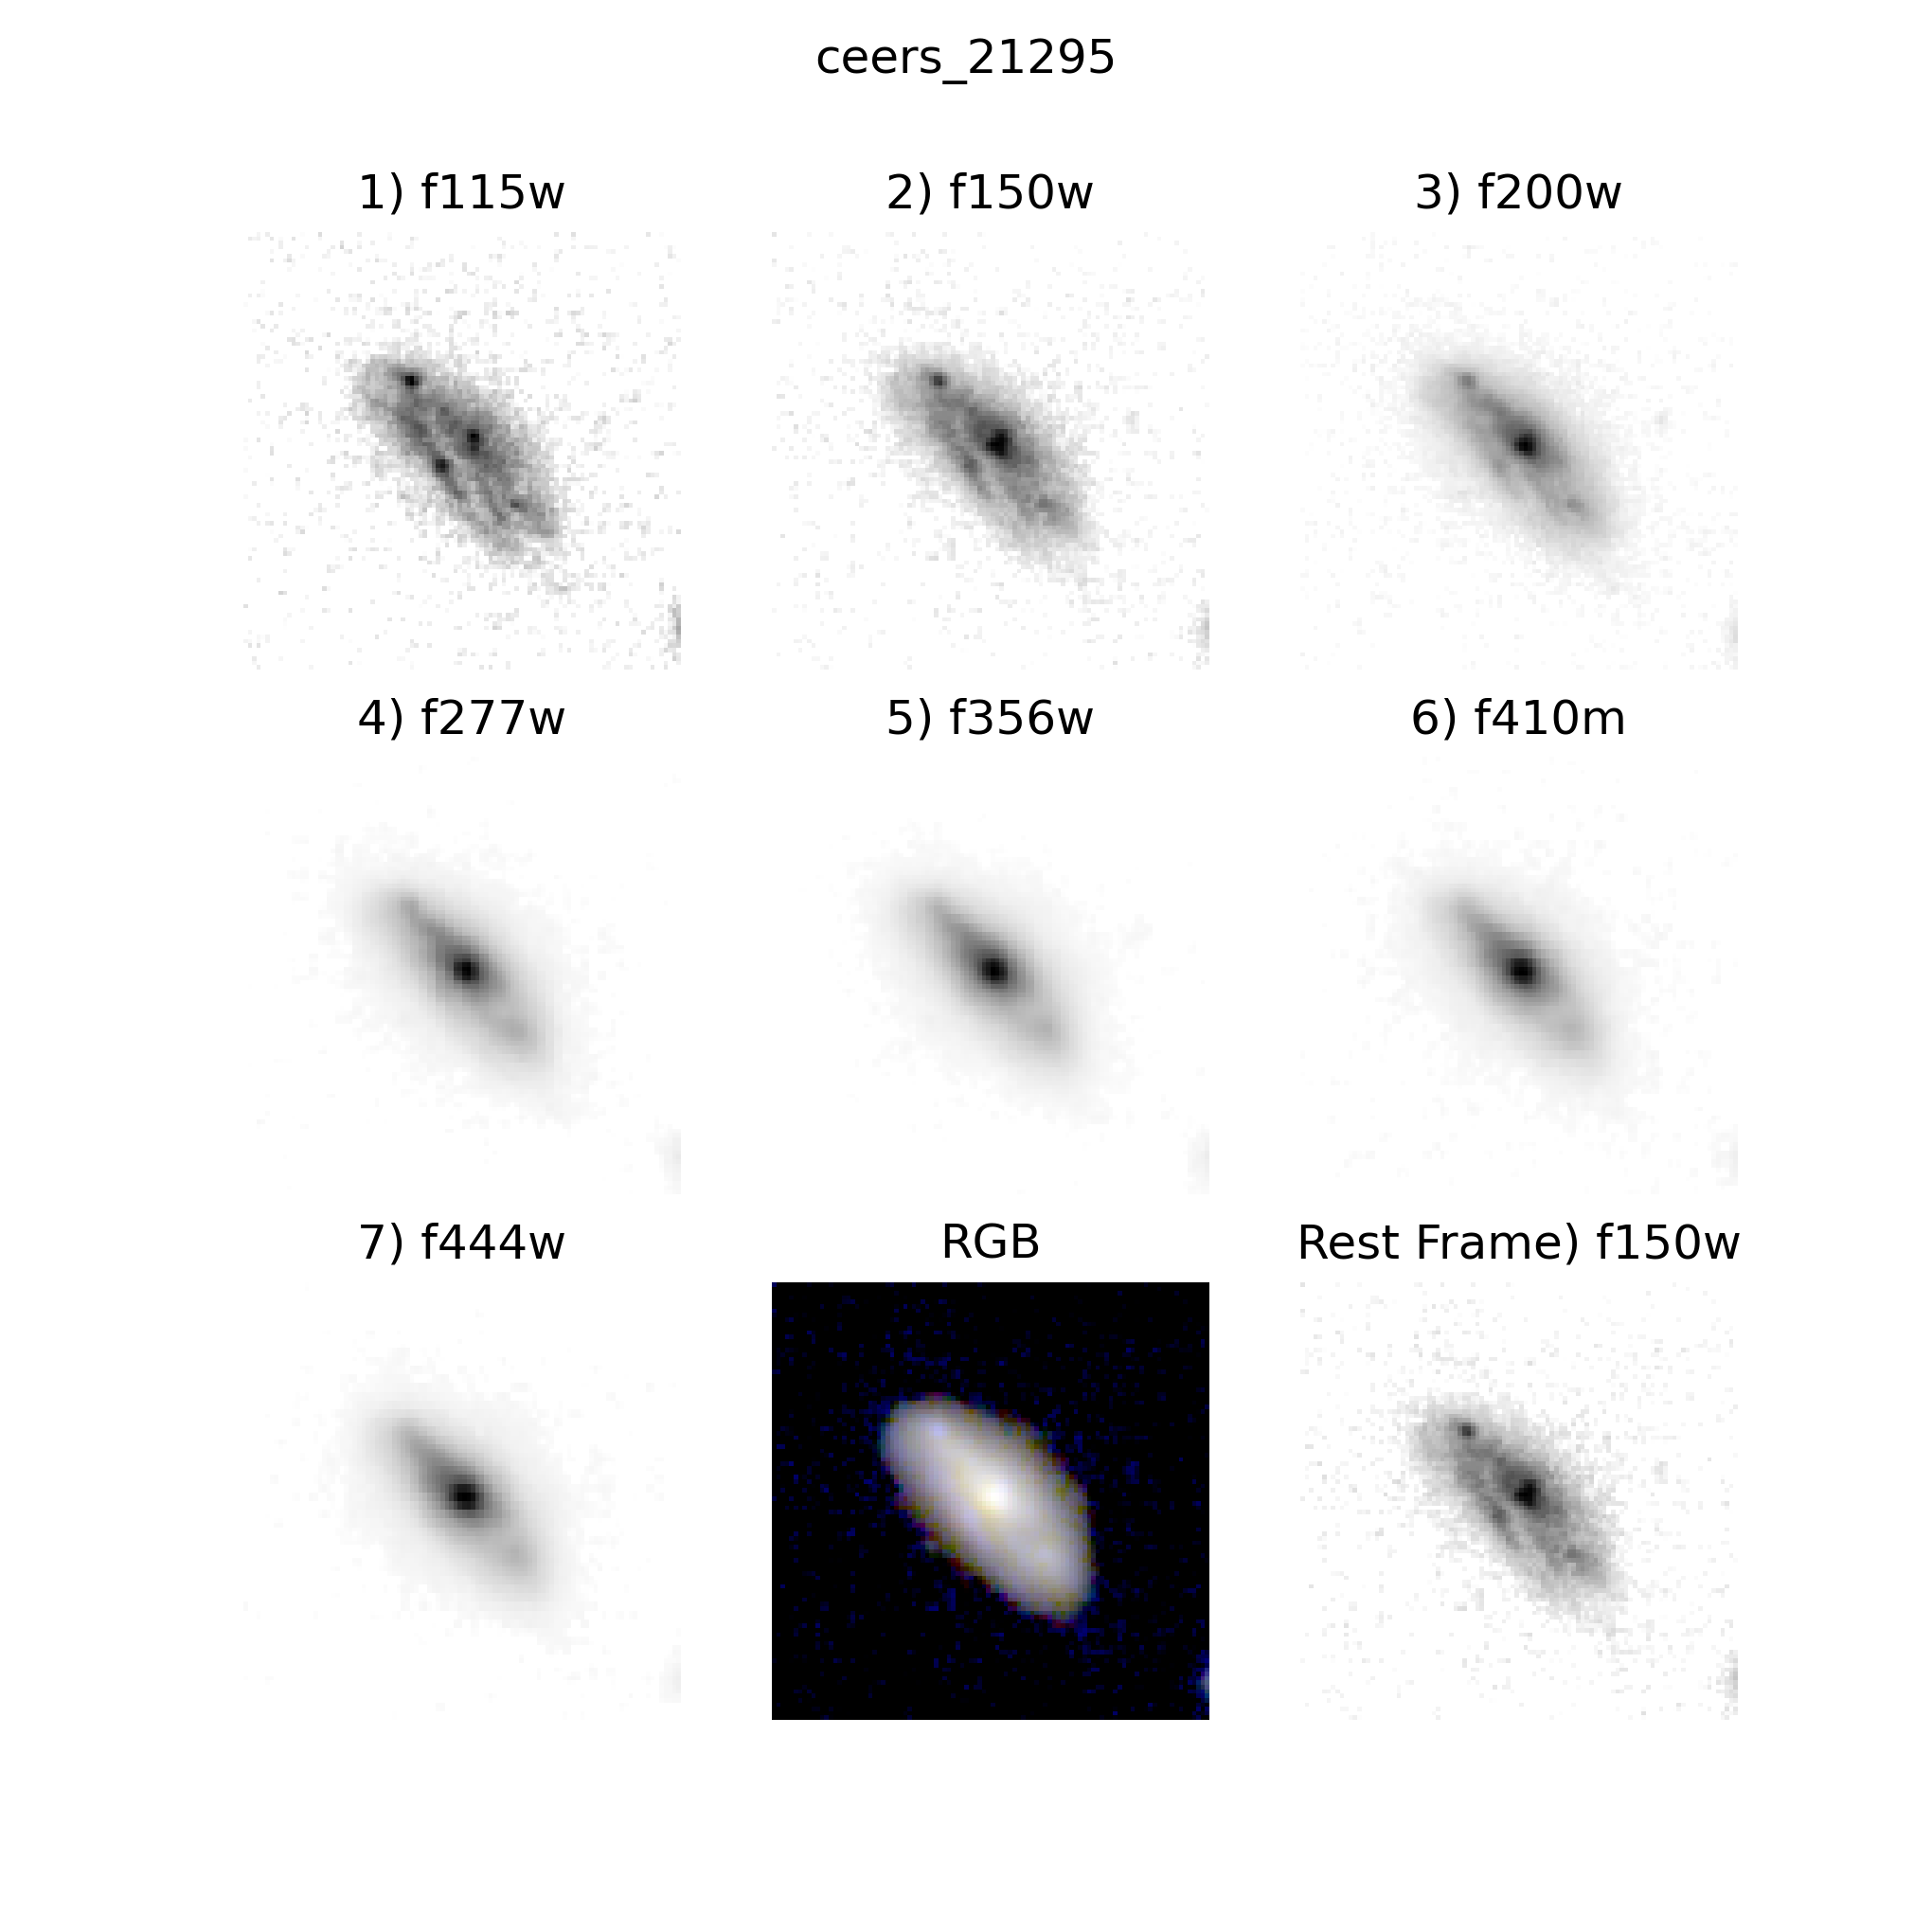 ceers_21295
1) f115w
2) f150w
3) f200w
4) f277w
5) f356w
6) f410m
7) f444w
RGB
Rest Frame) f150w